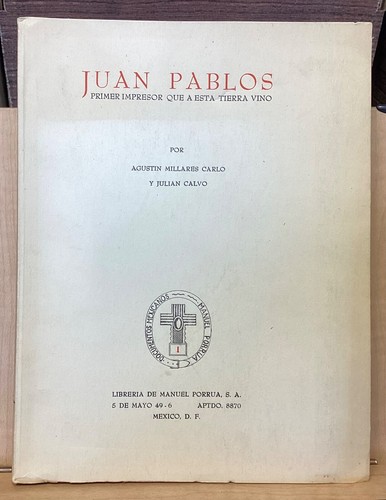 JUAN PABLOS
PRIMER IMPRESOR QUE A ESTA TIERRA VINO
POR
AGUSTIN MILLARES CARLO
Y JULIAN CALVO
DOCUMENTOS MEXICANOS
MANUEL PORRUA
1
LIBRERIA DE MANUEL PORRUA, S. A.
5 DE MAYO 49-6 APTDO. 8870
MEXICO, D. F.